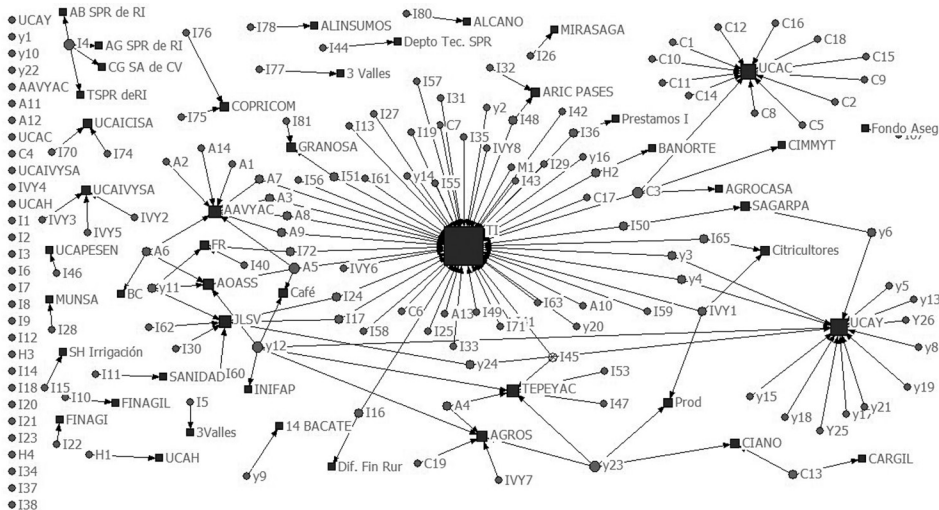 UCAY
y1
y10
y22
AAVYAC
A11
A12
UCAC
C4
UCAIVYSA
IVY4
UCAH
I1
I2
I3
I6
I7
I8
I9
I12
H3
I14
I18
I20
I21
I23
H4
I34
I37
I38
AB SPR de RI
I4
AG SPR de RI
CG SA de CV
TSPR deRI
I76
I78
ALINSUMOS
I80
ALCANO
I44
Depto Tec. SPR
MIRASAGA
I26
I77
3 Valles
I75
COPRICOM
UCAICISA
I70
I74
I81
GRANOSA
I13
I27
I57
I31
I19
C7
I35
y2
IVY8
I32
ARIC PASES
I48
I42
I36
Prestamos I
C12
C16
C1
C18
C10
UCAC
C15
C11
C14
C9
C2
C8
C5
Fondo Aseg
A2
A14
A1
A7
A3
AAVYAC
A8
A9
I56
I51
I61
y14
I55
M1
I43
I29
y16
H2
C17
BANORTE
C3
CIMMYT
AGROCASA
SAGARPA
I50
I65
y3
y4
Citricultores
y6
UCAIVYSA
IVY3
IVY5
IVY2
UCAPESEN
I46
MUNSA
I28
A6
BC
FR
I40
y11
AOASS
A5
I72
Café
IVY6
TI
I24
JLSV
I17
I62
I30
I60
I58
C6
I25
A13
I49
I33
I63
y20
A10
I59
IVY1
y5
y13
UCAY
Y26
y8
y12
y24
I45
SH Irrigación
I15
I11
SANIDAD
INIFAP
TEPEYAC
I53
I47
Prod
y15
y18
Y25
y17
y21
y19
I10
FINAGIL
FINAGI
I22
I5
3Valles
H1
UCAH
14 BACATE
y9
I16
Dif. Fin Rur
A4
AGROS
C19
IVY7
y23
CIANO
C13
CARGIL